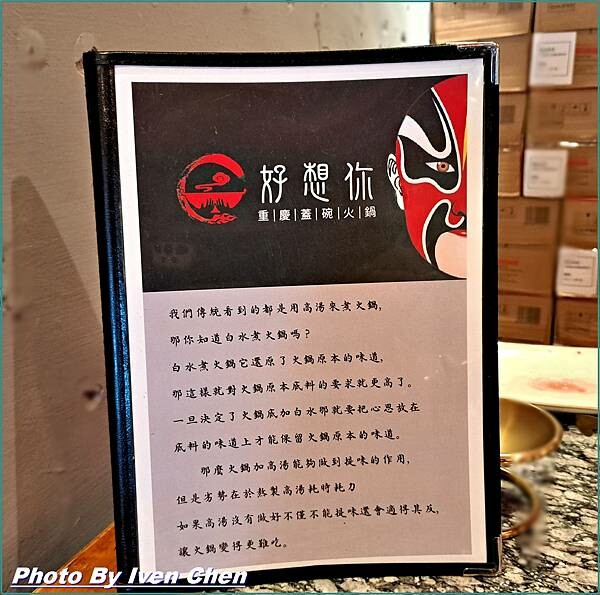 好想你
重|慶|蓋|碗|火|鍋
我們傳統看到的都是用高湯來煮火鍋,
那你知道白水煮火鍋嗎?
白水煮火鍋它還原了火鍋原本的味道,
那這樣就對火鍋原本底料的要求就更高了。
一旦決定了火鍋底加白水那就要把心思放在
底料的味道上才能保留火鍋原本的味道。
那麼火鍋加高湯能夠做到提味的作用,
但是劣勢在於熬製高湯耗時耗力
如果高湯沒有做好不僅不能提味還會適得其反,
讓火鍋變得更難吃。
Photo By Iven Chen